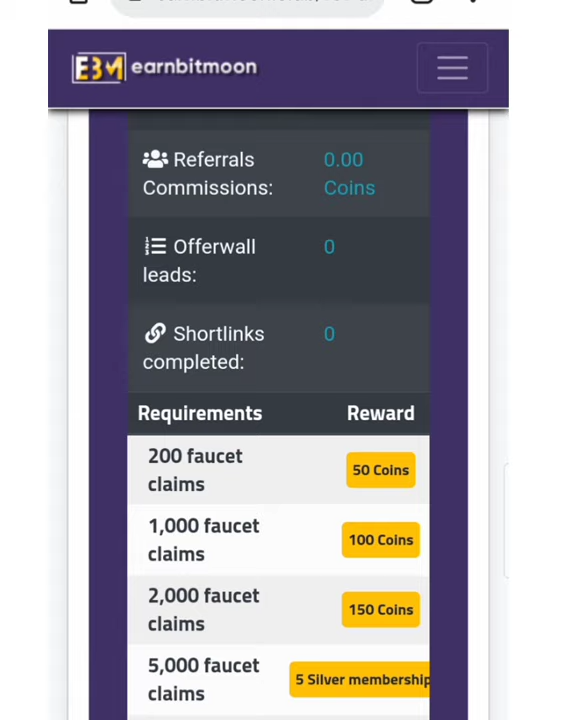 EBM earnbitmoon
Referrals 0.00
Commissions: Coins
Offerwall 0
leads:
Shortlinks 0
completed:
Requirements Reward
200 faucet
claims
50 Coins
1,000 faucet
claims
100 Coins
2,000 faucet
claims
150 Coins
5,000 faucet
claims
5 Silver membership